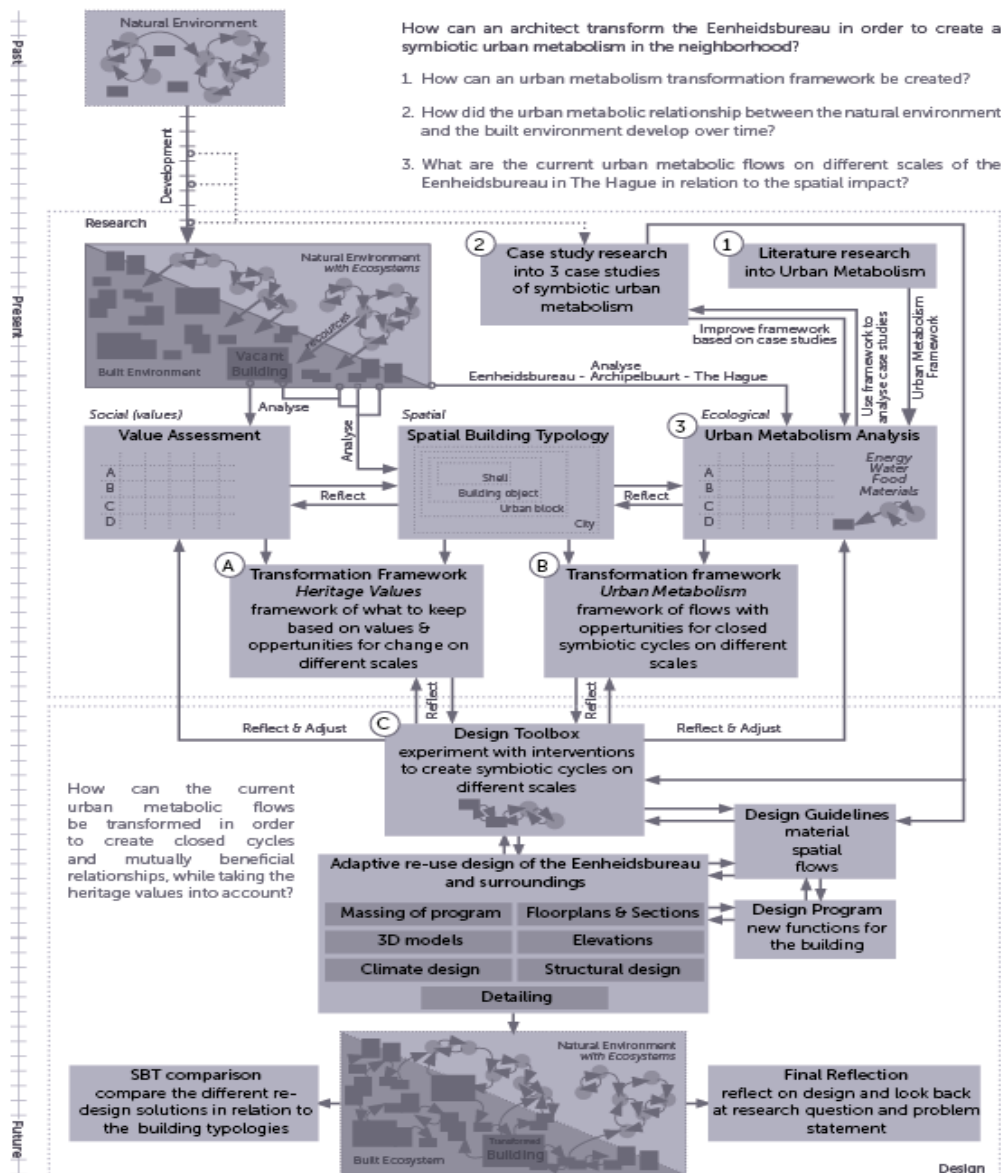 Natural Environment
Past
Development
How can an architect transform the Eenheidsbureau in order to create a
symbiotic urban metabolism in the neighborhood?
1. How can an urban metabolism transformation framework be created?
2. How did the urban metabolic relationship between the natural environment
and the built environment develop over time?
3. What are the current urban metabolic flows on different scales of the
Eenheidsbureau in The Hague in relation to the spatial impact?
Research
Present
Natural Environment
with Ecosystems
recources
Vacant
Building
Built Environment
2
Case study research
into 3 case studies
of symbiotic urban
metabolism
1
Literature research
into Urban Metabolism
Improve framework
based on case studies
Use framework to
analyse case studies
Urban Metabolism
Framework
Analyse
Eenheidsbureau - Archipelbuurt - The Hague
Analyse
Analyse
Social (values)
Value Assessment
A
B
C
D
Reflect
Spatial
Spatial Building Typology
Shell
Building object
Urban block
City
Reflect
Ecological
3
Urban Metabolism Analysis
A
B
C
D
Energy
Water
Food
Materials
A
Transformation Framework
Heritage Values
framework of what to keep
based on values &
oppertunities for change on
different scales
B
Transformation framework
Urban Metabolism
framework of flows with
oppertunities for closed
symbiotic cycles on different
scales
Reflect
Reflect
Reflect & Adjust
Reflect & Adjust
C
Design Toolbox
experiment with interventions
to create symbiotic cycles on
different scales
How can the current
urban metabolic flows
be transformed in order
to create closed cycles
and mutually beneficial
relationships, while taking the
heritage values into account?
Design Guidelines
material
spatial
flows
Adaptive re-use design of the Eenheidsbureau
and surroundings
Massing of program
Floorplans & Sections
3D models
Elevations
Climate design
Structural design
Detailing
Design Program
new functions for
the building
Natural Environment
with Ecosystems
Transformed
Building
Built Ecosystem
SBT comparison
compare the different re-
design solutions in relation to
the building typologies
Final Reflection
reflect on design and look back
at research question and problem
statement
Future
Design